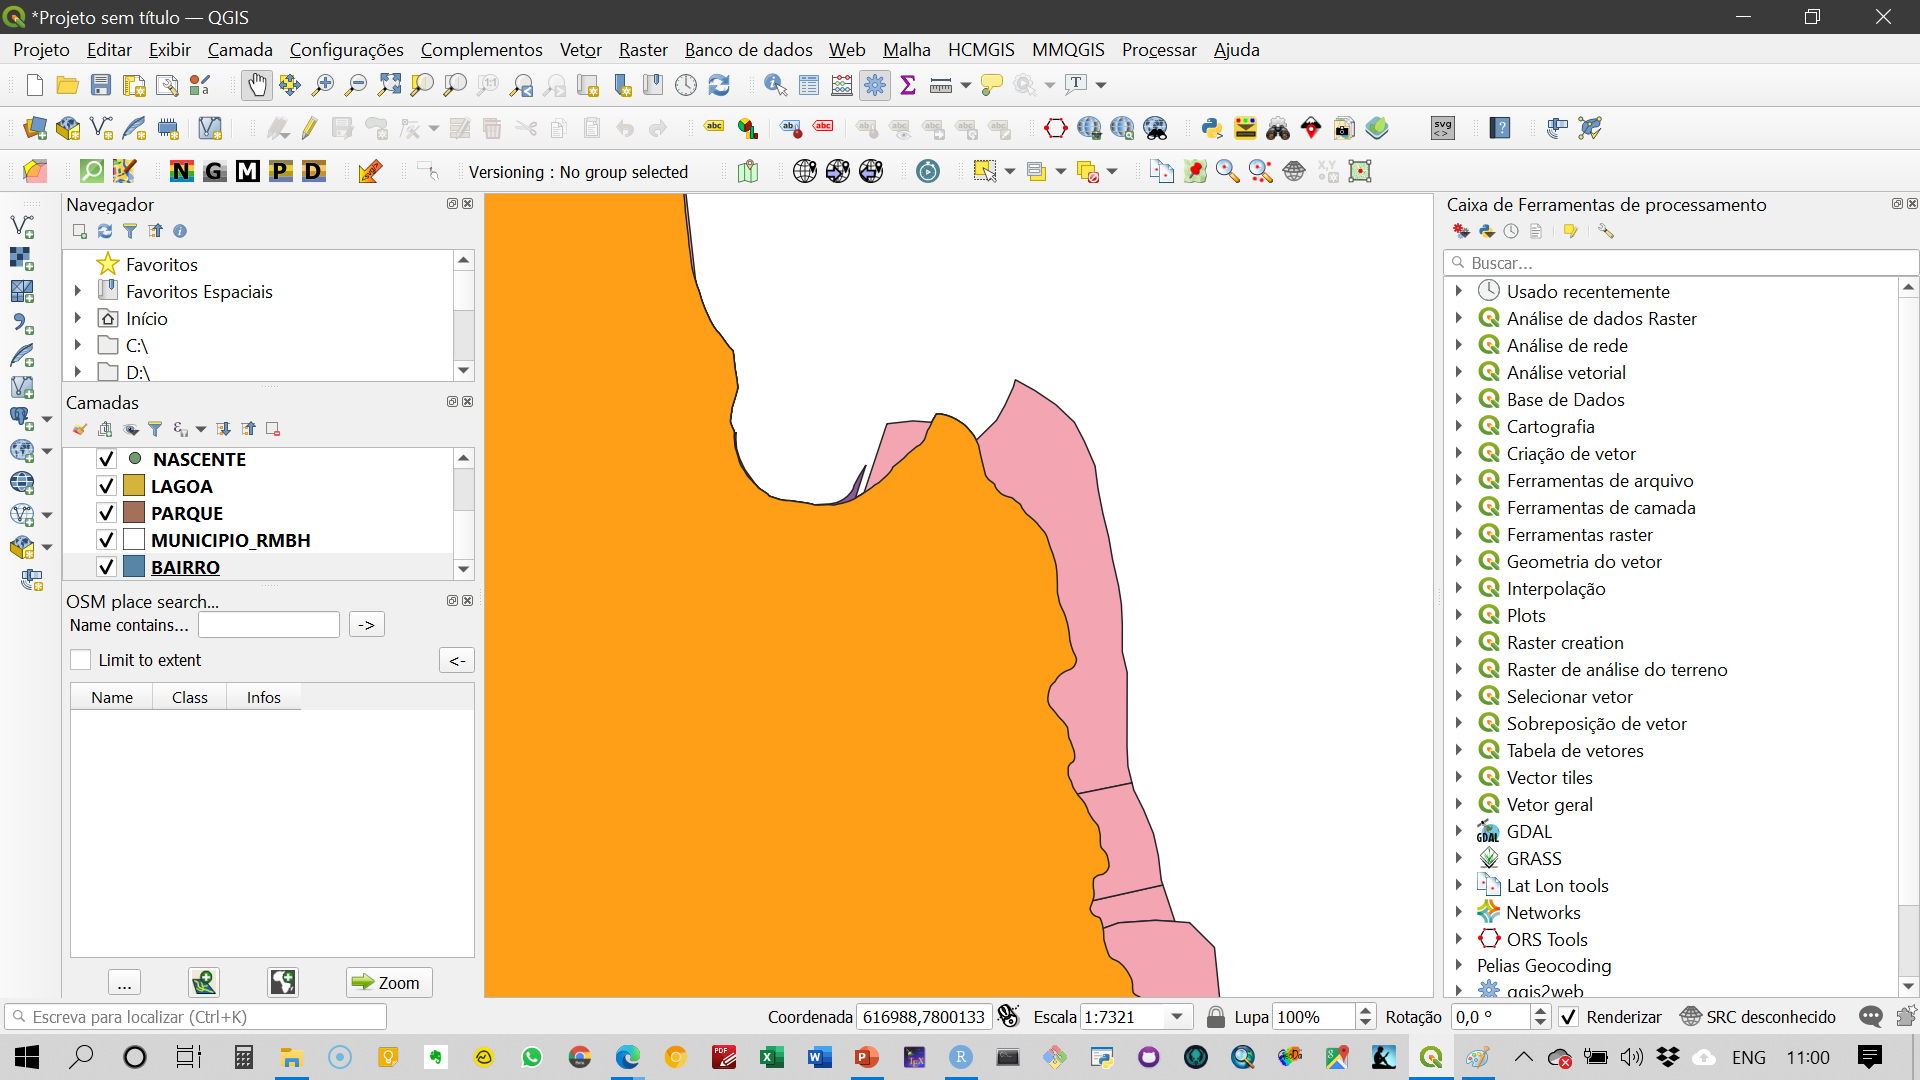 *Projeto sem título — QGIS
Projeto Editar Exibir Camada Configurações Complementos Vetor Raster Banco de dados Web Malha HCMGIS MMQGIS Processar Ajuda
N G M P D Versioning : No group selected
Navegador
Favoritos
Favoritos Espaciais
Início
C:\
D:\
Camadas
NASCENTE
LAGOA
PARQUE
MUNICIPIO_RMBH
BAIRRO
OSM place search...
Name contains... ->
Limit to extent <-
Name Class Infos
... Zoom
Caixa de Ferramentas de processamento
Buscar...
Usado recentemente
Análise de dados Raster
Análise de rede
Análise vetorial
Base de Dados
Cartografia
Criação de vetor
Ferramentas de arquivo
Ferramentas de camada
Ferramentas raster
Geometria do vetor
Interpolação
Plots
Raster creation
Raster de análise do terreno
Selecionar vetor
Sobreposição de vetor
Tabela de vetores
Vector tiles
Vetor geral
GDAL
GRASS
Lat Lon tools
Networks
ORS Tools
Pelias Geocoding
qgis2web
Escreva para localizar (Ctrl+K) Coordenada 616988,7800133 Escala 1:7321 Lupa 100% Rotação 0,0 ° Renderizar SRC desconhecido
ENG 11:00